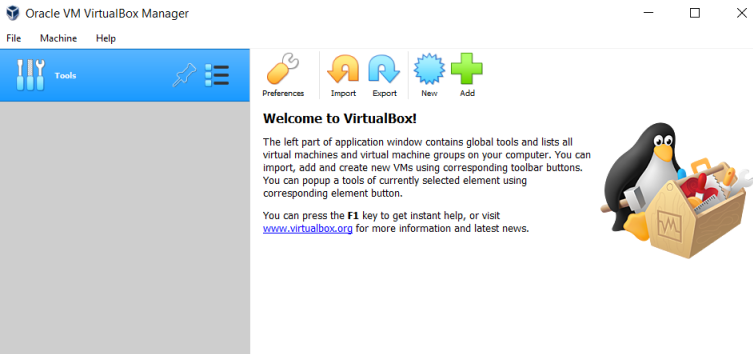 Oracle VM VirtualBox Manager
File Machine Help
Tools
Preferences Import Export New Add
Welcome to VirtualBox!
The left part of application window contains global tools and lists all
virtual machines and virtual machine groups on your computer. You can
import, add and create new VMs using corresponding toolbar buttons.
You can popup a tools of currently selected element using
corresponding element button.
You can press the F1 key to get instant help, or visit
www.virtualbox.org for more information and latest news.